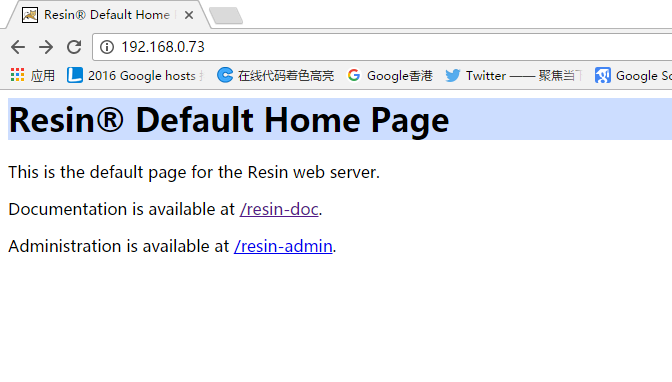 Resin® Default Home
192.168.0.73
应用 2016 Google hosts 在线代码着色高亮 Google香港 Twitter —— 聚焦当下 Google Sc
Resin® Default Home Page
This is the default page for the Resin web server.
Documentation is available at /resin-doc.
Administration is available at /resin-admin.